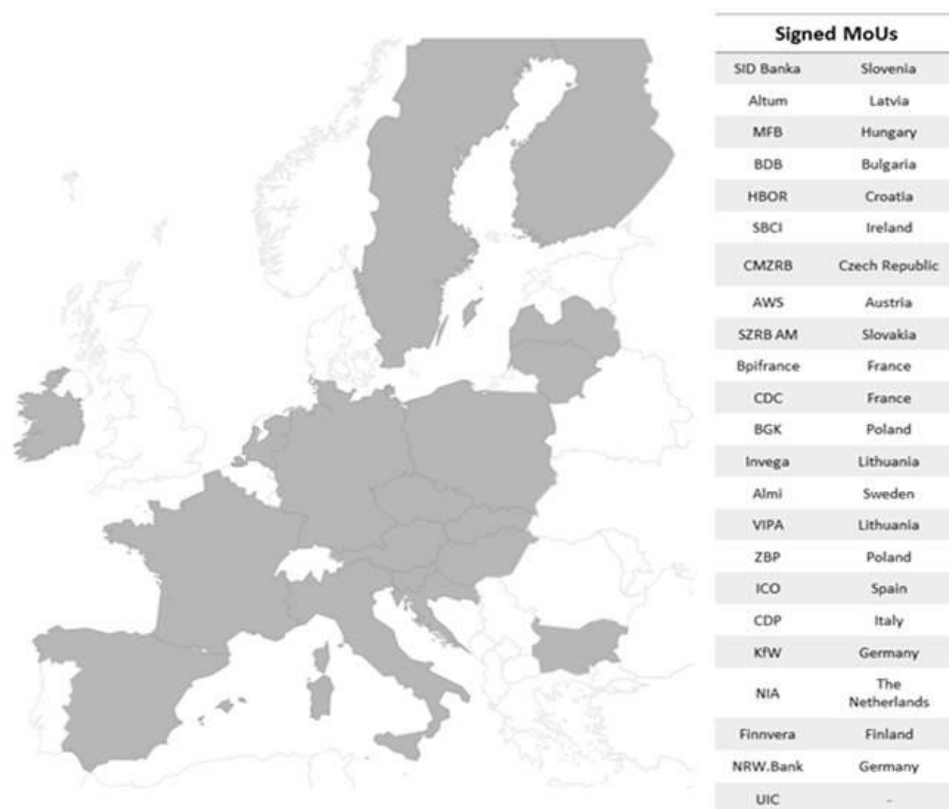 Signed MoUs
SID Banka Slovenia
Altum Latvia
MFB Hungary
BDB Bulgaria
HBOR Croatia
SBCI Ireland
CMZRB Czech Republic
AWS Austria
SZRB AM Slovakia
Bpifrance France
CDC France
BGK Poland
Invega Lithuania
Almi Sweden
VIPA Lithuania
ZBP Poland
ICO Spain
CDP Italy
KfW Germany
NIA The
Netherlands
Finnvera Finland
NRW.Bank Germany
UIC -